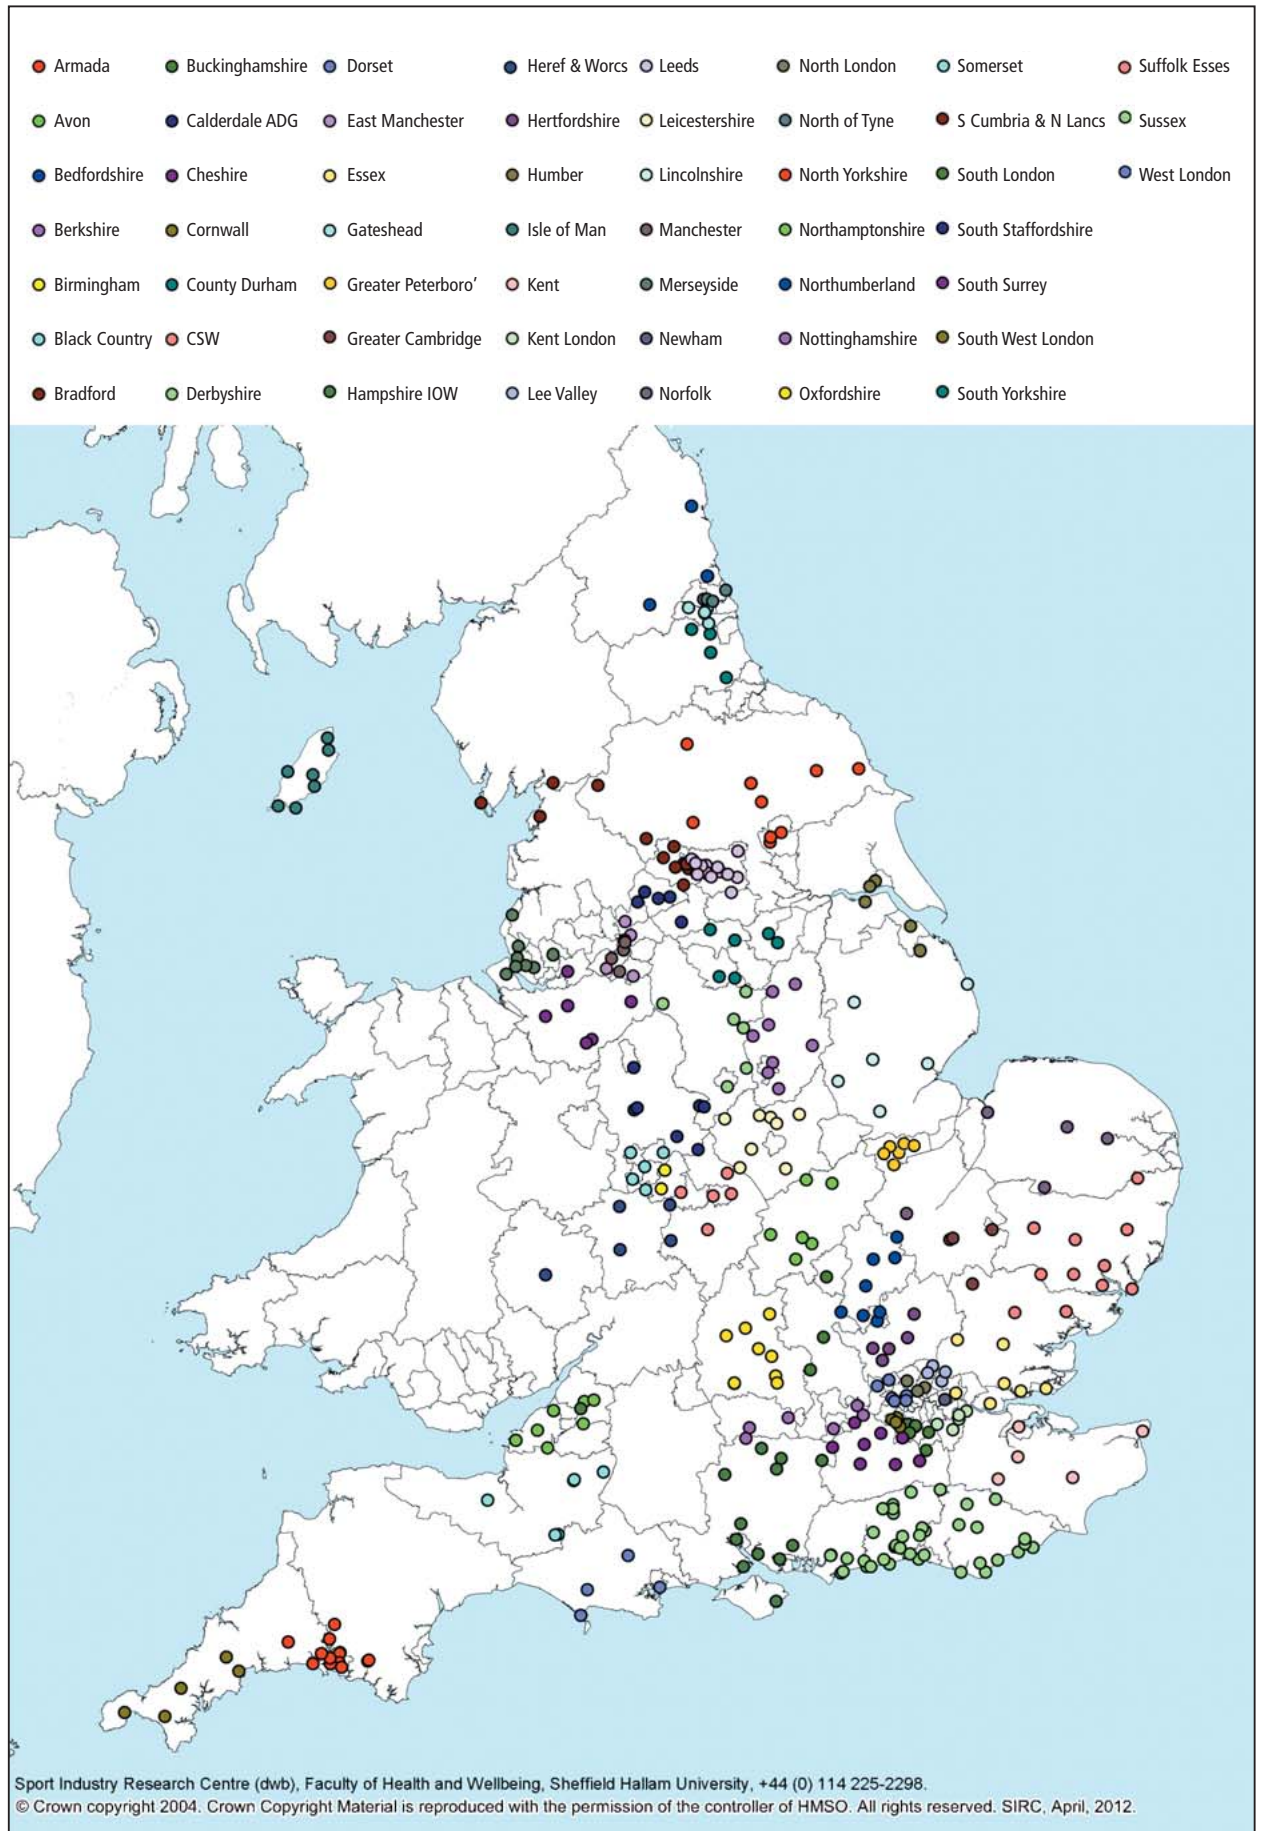 Armada Buckinghamshire Dorset Heref & Worcs Leeds North London Somerset Suffolk Esses
Avon Calderdale ADG East Manchester Hertfordshire Leicestershire North of Tyne S Cumbria & N Lancs Sussex
Bedfordshire Cheshire Essex Humber Lincolnshire North Yorkshire South London West London
Berkshire Cornwall Gateshead Isle of Man Manchester Northamptonshire South Staffordshire
Birmingham County Durham Greater Peterboro' Kent Merseyside Northumberland South Surrey
Black Country CSW Greater Cambridge Kent London Newham Nottinghamshire South West London
Bradford Derbyshire Hampshire IOW Lee Valley Norfolk Oxfordshire South Yorkshire
Sport Industry Research Centre (dwb), Faculty of Health and Wellbeing, Sheffield Hallam University, +44 (0) 114 225-2298.
© Crown copyright 2004. Crown Copyright Material is reproduced with the permission of the controller of HMSO. All rights reserved. SIRC, April, 2012.